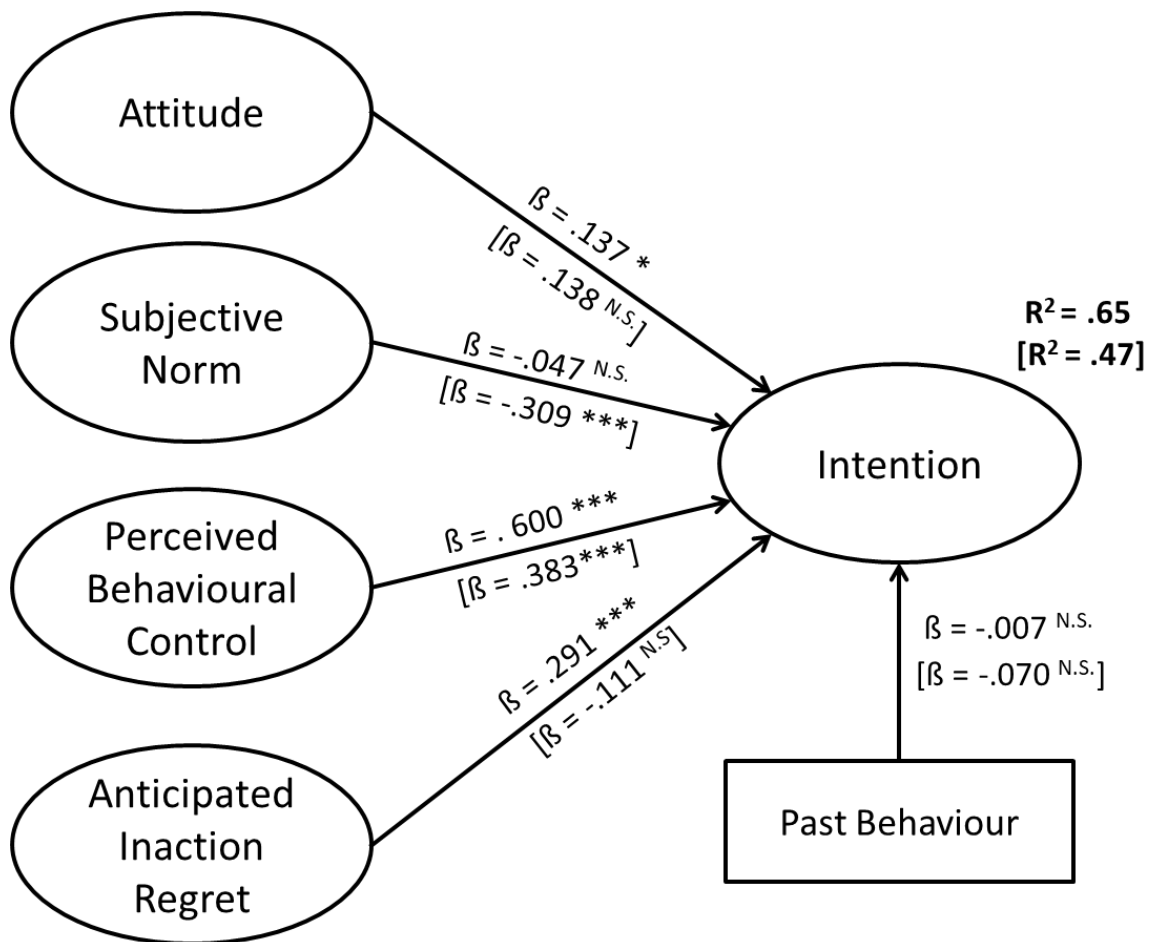 Attitude
ß = .137 *
[ß = .138 N.S.]
Subjective
Norm
ß = -.047 N.S.
[ß = -.309 ***]
R² = .65
[R² = .47]
Intention
Perceived
Behavioural
Control
ß = . 600 ***
[ß = .383***]
ß = .291 ***
[ß = -.111 N.S]
ß = -.007 N.S.
[ß = -.070 N.S.]
Anticipated
Inaction
Regret
Past Behaviour